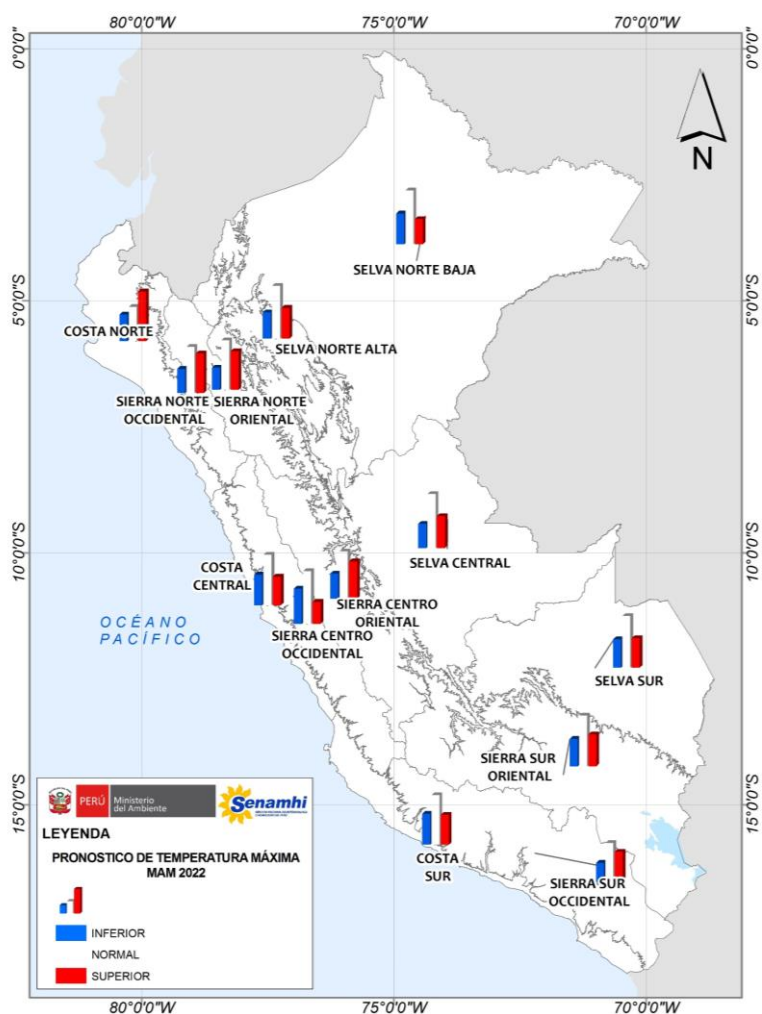 80°0'0"W 75°0'0"W 70°0'0"W
0°0'0"
0°0'0"
N
SELVA NORTE BAJA
5°0'0"S
5°0'0"S
COSTA NORTE
SELVA NORTE ALTA
SIERRA NORTE
OCCIDENTAL
SIERRA NORTE
ORIENTAL
10°0'0"S
10°0'0"S
SELVA CENTRAL
COSTA
CENTRAL
SIERRA CENTRO
ORIENTAL
SIERRA CENTRO
OCCIDENTAL
OCÉANO
PACÍFICO
SELVA SUR
SIERRA SUR
ORIENTAL
15°0'0"S
15°0'0"S
COSTA
SUR
SIERRA SUR
OCCIDENTAL
PERÚ Ministerio
del Ambiente
Senamhi
LEYENDA
PRONOSTICO DE TEMPERATURA MÁXIMA
MAM 2022
INFERIOR
NORMAL
SUPERIOR
80°0'0"W 75°0'0"W 70°0'0"W